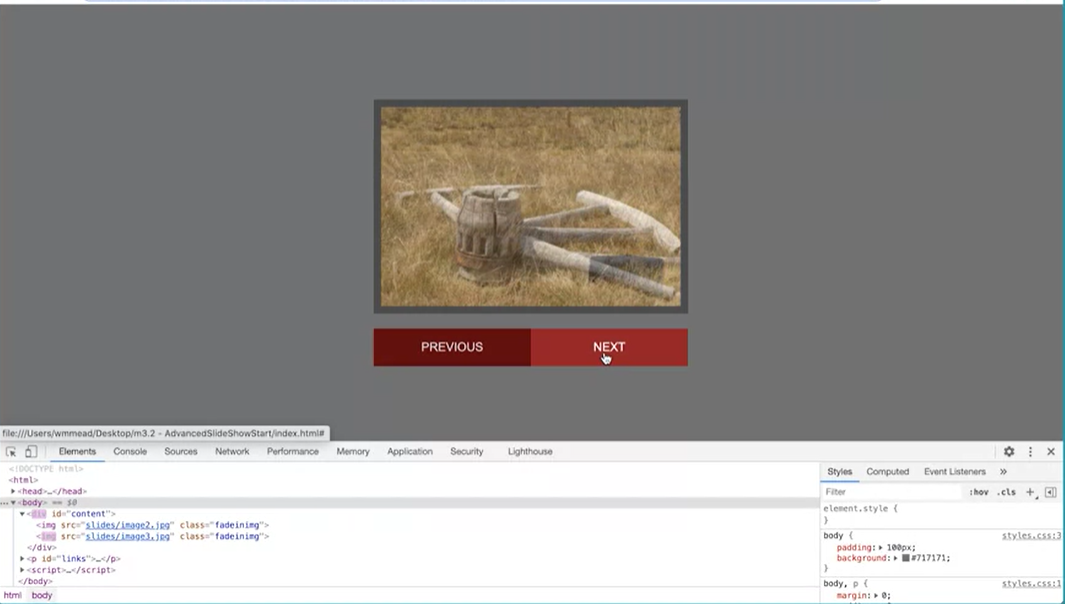 PREVIOUS NEXT
file:///Users/wmmead/Desktop/m3.2 - AdvancedSlideShowStart/index.html#
Elements Console Sources Network Performance Memory Application Security Lighthouse
<!DOCTYPE html>
<html>
<head>…</head>
<body> == $0
<div id="content">
<img src="slides/image2.jpg" class="fadeinimg">
<img src="slides/image3.jpg" class="fadeinimg">
</div>
<p id="links">…</p>
<script>…</script>
</body>
html body
Styles Computed Event Listeners »
Filter :hov .cls +
element.style {
}
body { styles.css:3
padding: 100px;
background: #717171;
}
body, p { styles.css:1
margin: 0;